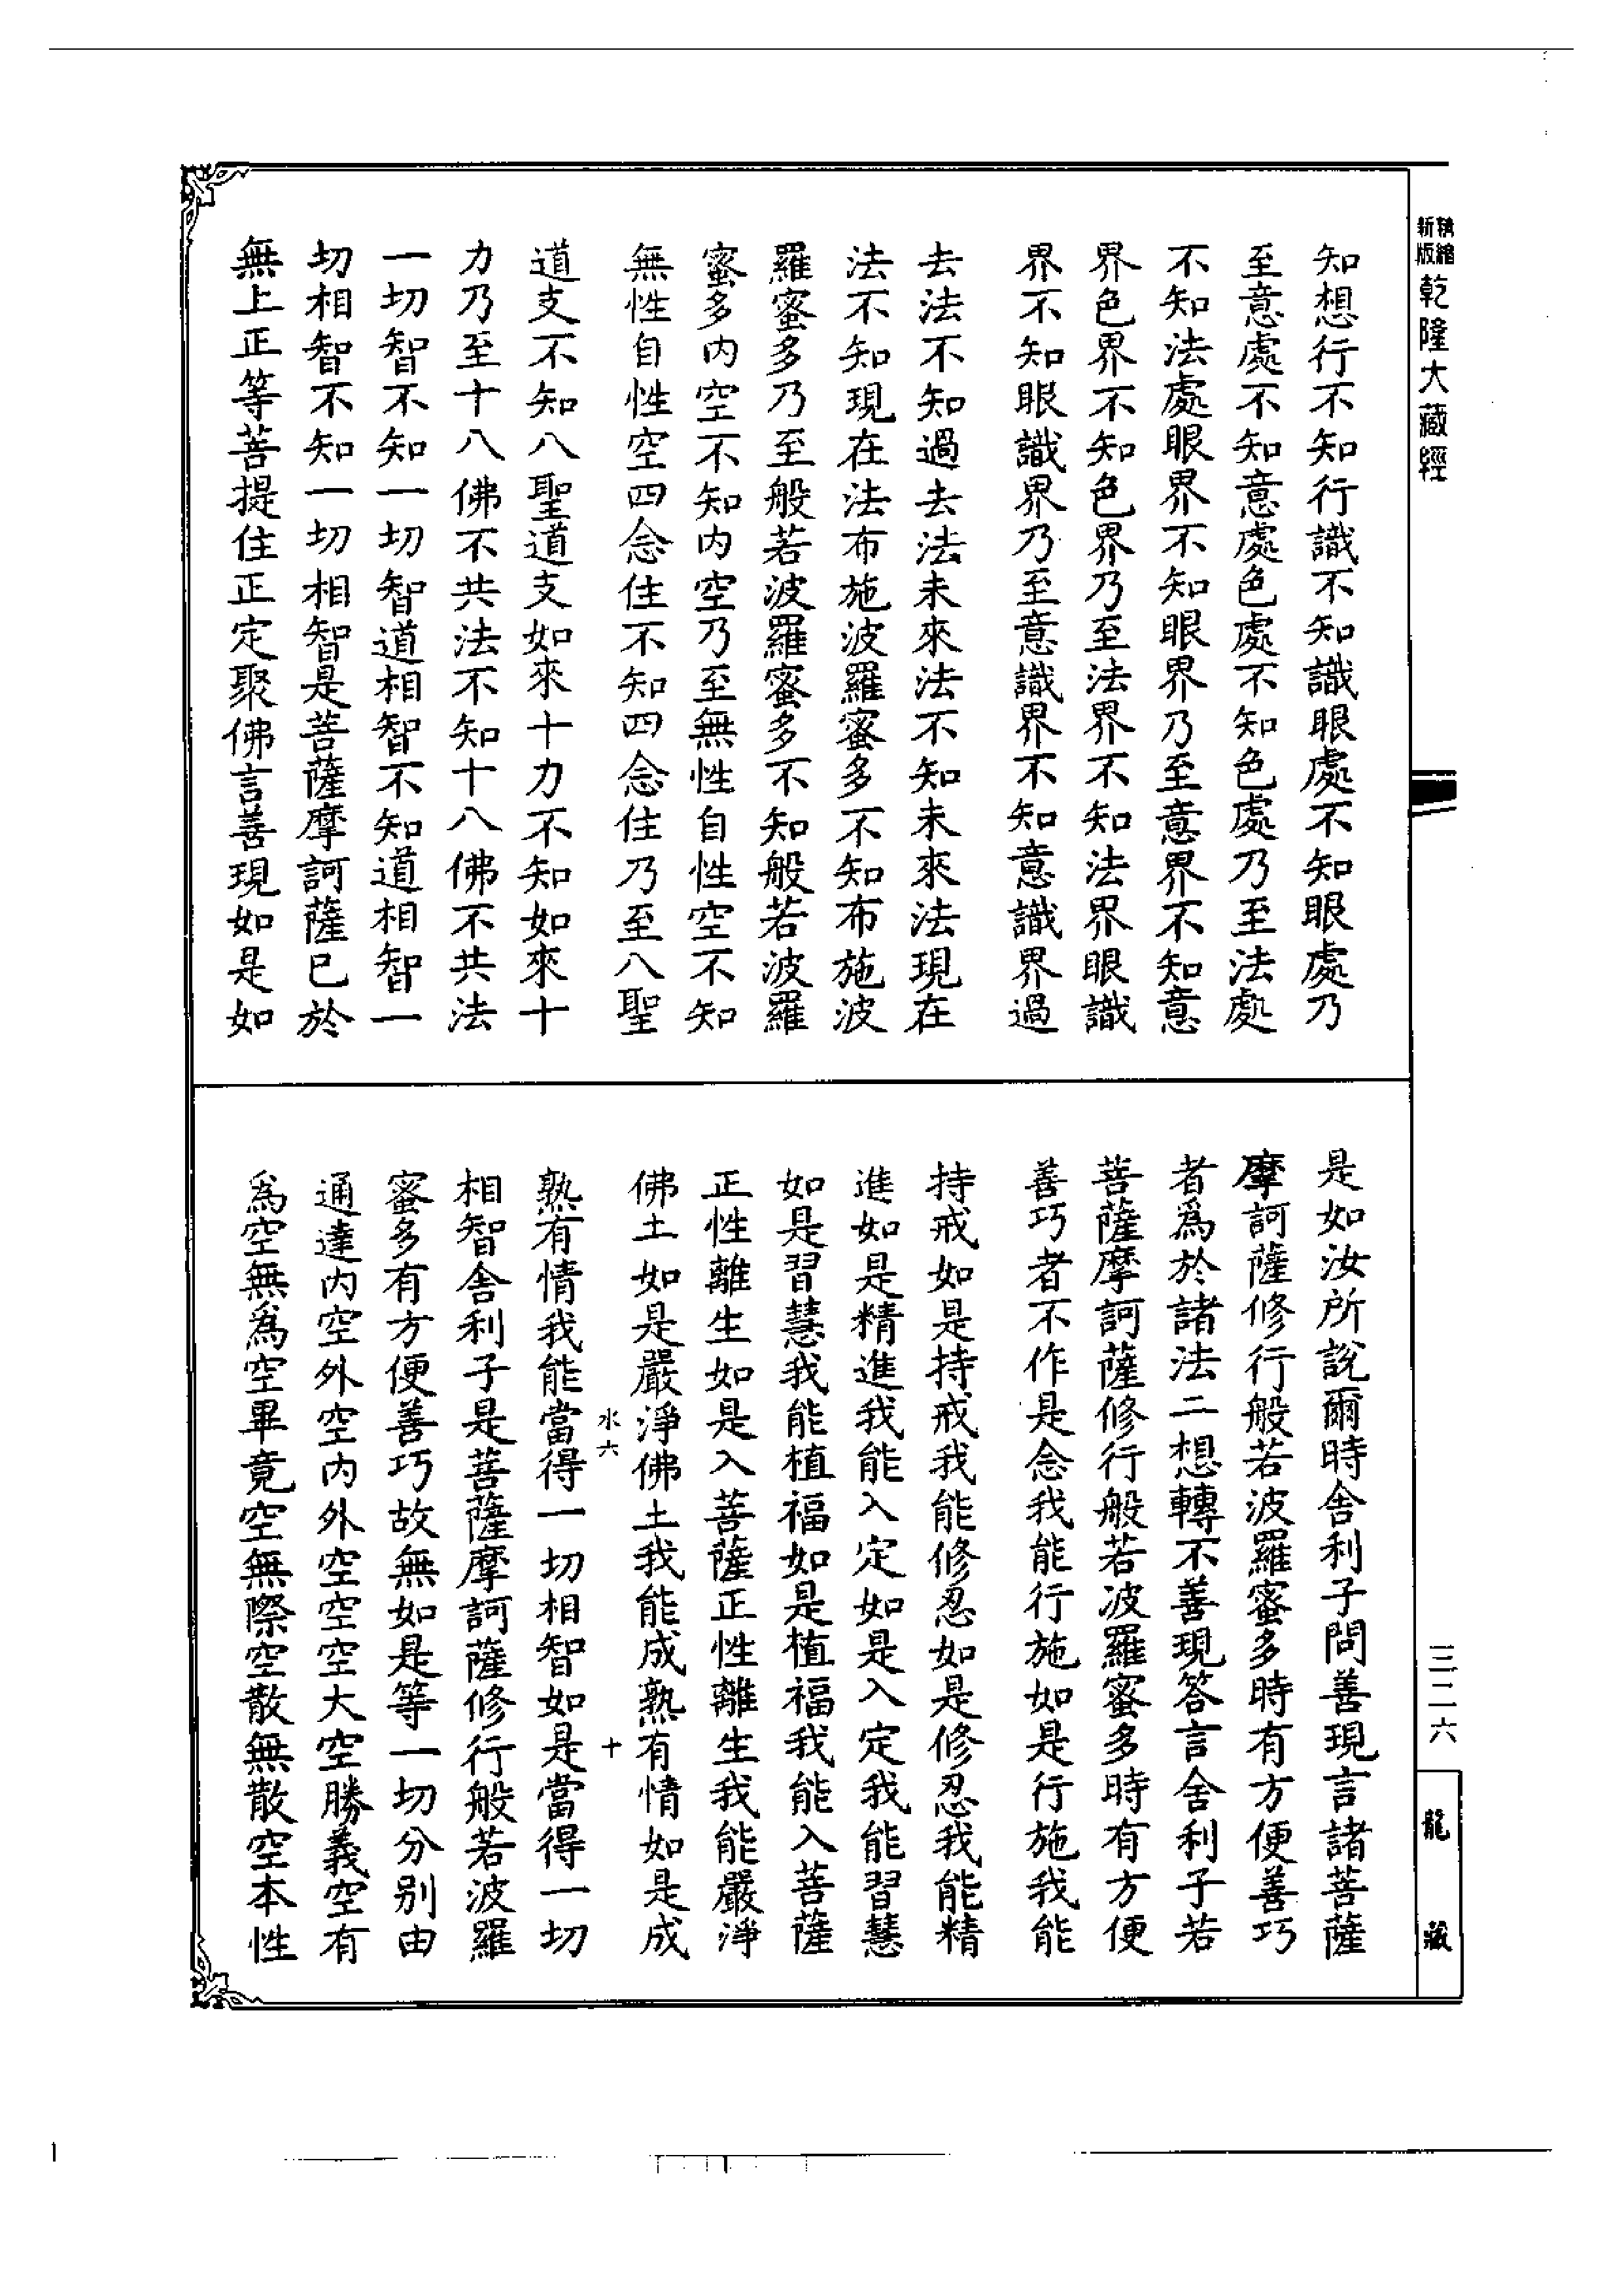 新版精縮乾隆大藏經
知想行不知行識不知識眼處不知眼處乃
至意處不知意處色處不知色處乃至法處
不知法處眼界不知眼界乃至意界不知意
界色界不知色界乃至法界不知法界眼識
界不知眼識界乃至意識界不知意識界過
去法不知過去法未來法不知未來法現在
法不知現在法布施波羅蜜多不知布施波
羅蜜多乃至般若波羅蜜多不知般若波羅
蜜多內空不知內空乃至無性自性空不知
無性自性空四念住不知四念住乃至八聖
道支不知八聖道支如來十力不知如來十
力乃至十八佛不共法不知十八佛不共法
一切智不知一切智道相智不知道相智一
切相智不知一切相智是菩薩摩訶薩已於
無上正等菩提住正定聚佛言善現如是如
是如汝所說爾時舍利子問善現言諸菩薩
摩訶薩修行般若波羅蜜多時有方便善巧
者爲於諸法二想轉不善現答言舍利子若
菩薩摩訶薩修行般若波羅蜜多時有方便
善巧者不作是念我能行施如是行施我能
持戒如是持戒我能修忍如是修忍我能精
進如是精進我能入定如是入定我能習慧
如是習慧我能植福如是植福我能入菩薩
正性離生如是入菩薩正性離生我能嚴淨
佛土如是嚴淨佛土我能成熟有情如是成
水六 十
熟有情我能當得一切相智如是當得一切
相智舍利子是菩薩摩訶薩修行般若波羅
蜜多有方便善巧故無如是等一切分別由
通達內空外空內外空空空大空勝義空有
爲空無爲空畢竟空無際空散無散空本性
三二六
龍藏